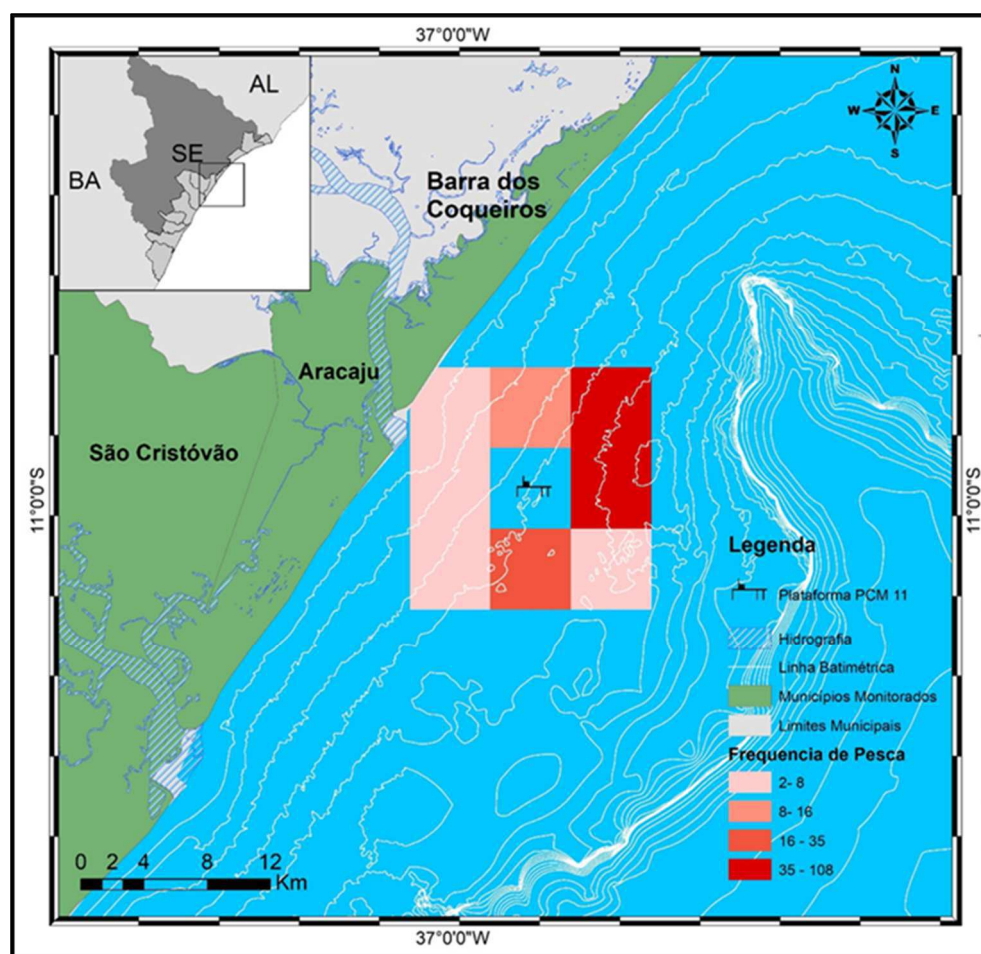 37°0'0"W
AL
SE
BA
N
W E
S
Barra dos
Coqueiros
Aracaju
São Cristóvão
11°0'0"S
11°0'0"S
Legenda
Plataforma PCM 11
Hidrografia
Linha Batimétrica
Municípios Monitorados
Limites Municipais
Frequencia de Pesca
2- 8
8- 16
16 - 35
35 - 108
0 2 4 8 12
Km
37°0'0"W